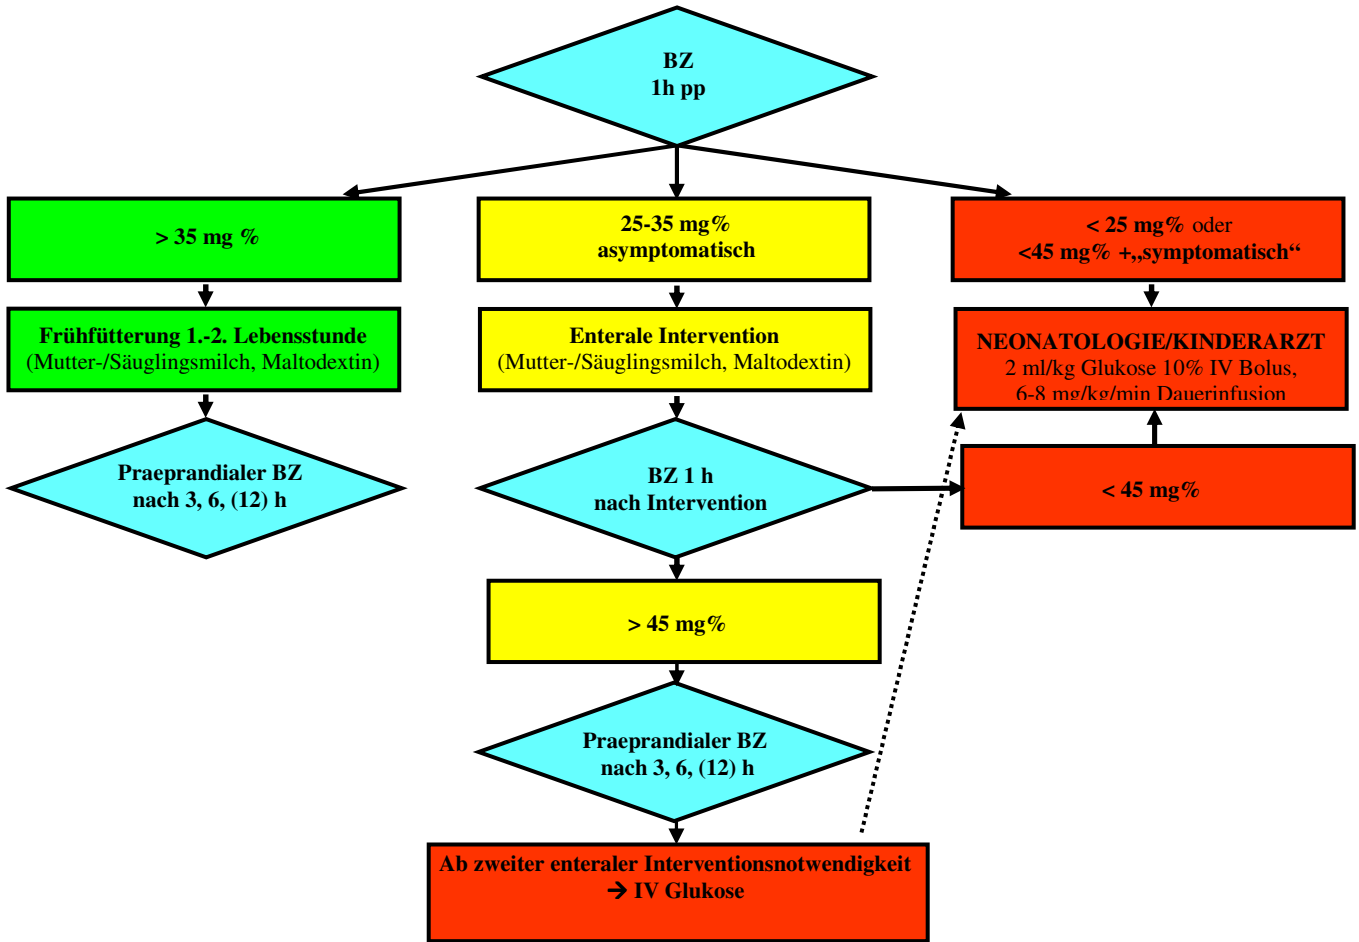 BZ
1h pp
> 35 mg %
25-35 mg%
asymptomatisch
< 25 mg% oder
<45 mg% +„symptomatisch“
Frühfütterung 1.-2. Lebensstunde
(Mutter-/Säuglingsmilch, Maltodextin)
Enterale Intervention
(Mutter-/Säuglingsmilch, Maltodextin)
NEONATOLOGIE/KINDERARZT
2 ml/kg Glukose 10% IV Bolus,
6-8 mg/kg/min Dauerinfusion
Praeprandialer BZ
nach 3, 6, (12) h
BZ 1 h
nach Intervention
< 45 mg%
> 45 mg%
Praeprandialer BZ
nach 3, 6, (12) h
Ab zweiter enteraler Interventionsnotwendigkeit
➔ IV Glukose